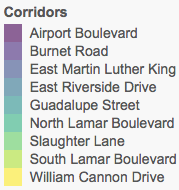 Corridors
Airport Boulevard
Burnet Road
East Martin Luther King
East Riverside Drive
Guadalupe Street
North Lamar Boulevard
Slaughter Lane
South Lamar Boulevard
William Cannon Drive